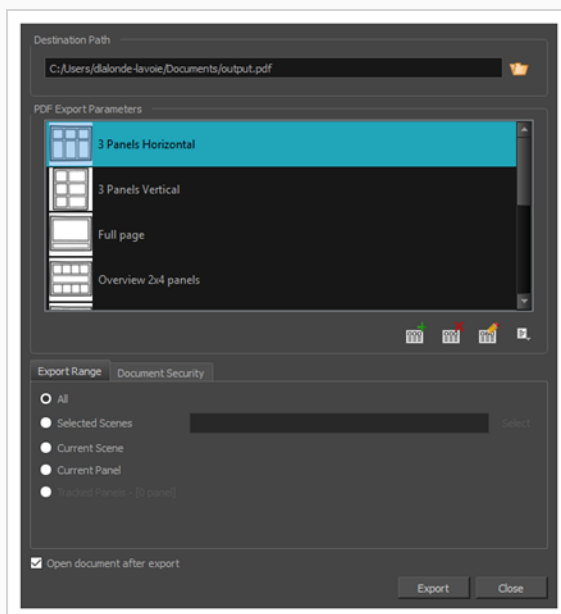 Destination Path
C:/Users/dlalonde-lavoie/Documents/output.pdf
PDF Export Parameters
3 Panels Horizontal
3 Panels Vertical
Full page
Overview 2x4 panels
Export Range
Document Security
All
Selected Scenes
Select
Current Scene
Current Panel
Tracked Panels - [0 panel]
Open document after export
Export
Close